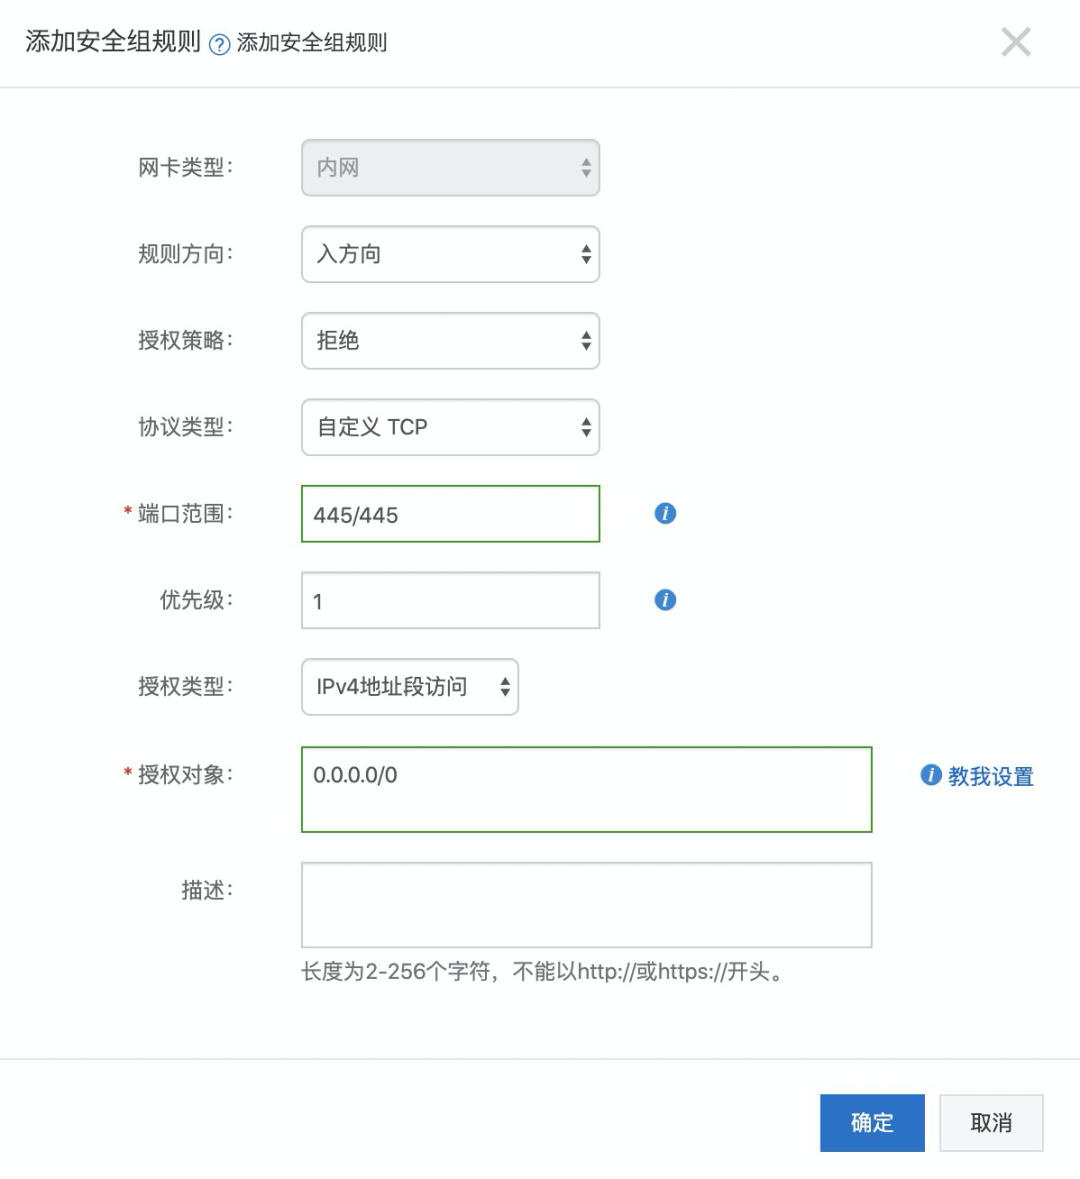 添加安全组规则 ? 添加安全组规则
网卡类型： 内网
规则方向： 入方向
授权策略： 拒绝
协议类型： 自定义 TCP
* 端口范围： 445/445
优先级： 1
授权类型： IPv4地址段访问
* 授权对象： 0.0.0.0/0 i 教我设置
描述：
长度为2-256个字符，不能以http://或https://开头。
确定 取消